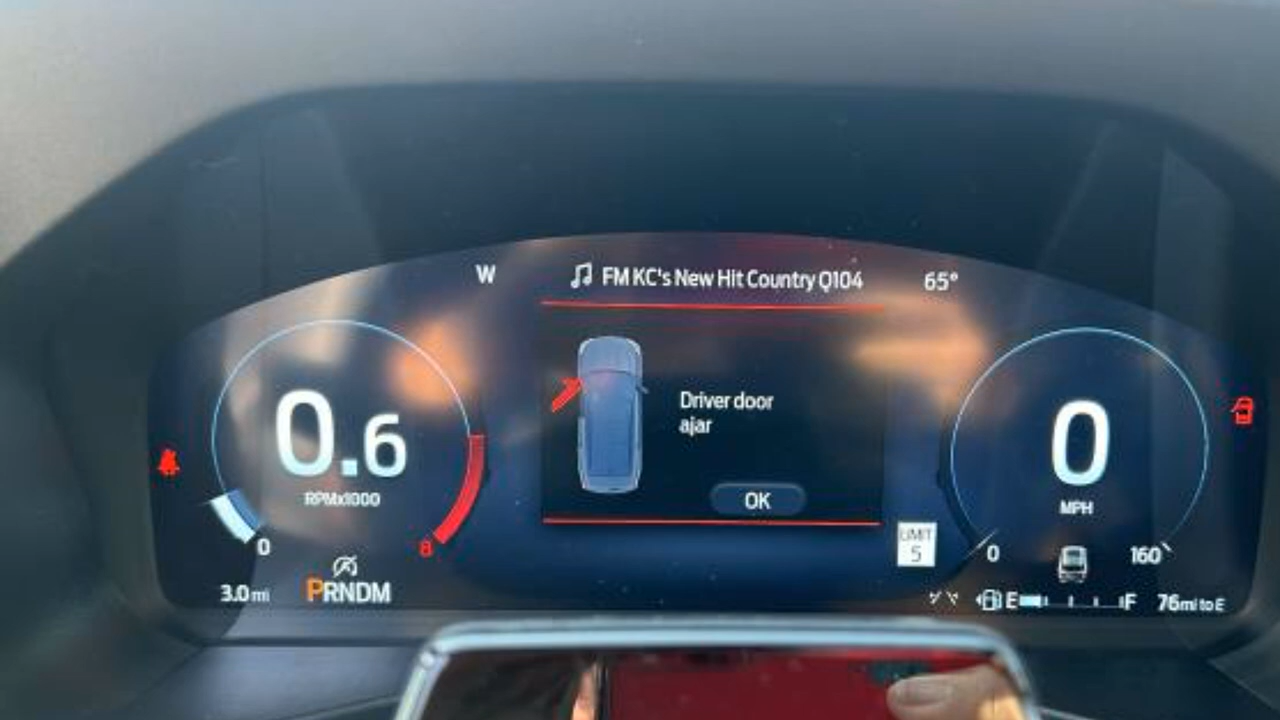 W
FM KC's New Hit Country Q104
65°
Driver door
ajar
OK
0.6
RPMx1000
0
8
3.0 mi
PRNDM
LIMIT
5
0
MPH
0
160
E
F
76mi to E